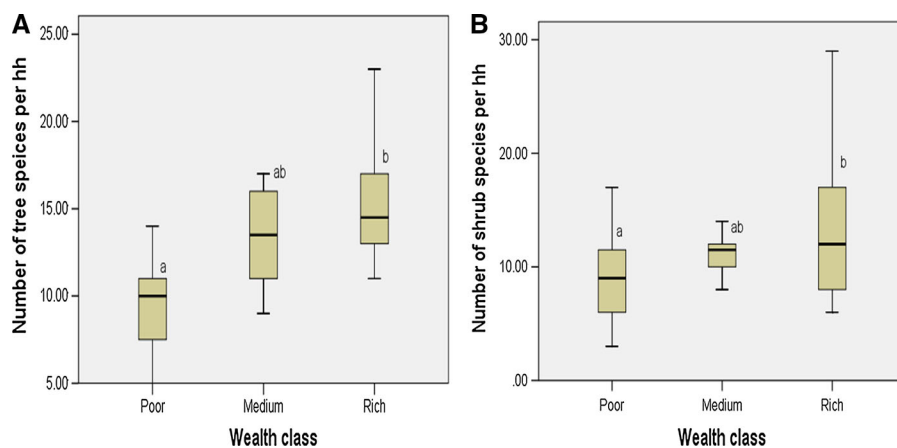 A
Number of tree speices per hh
25.00
20.00
15.00
10.00
5.00
a
ab
b
Poor Medium Rich
Wealth class
B
Number of shrub species per hh
30.00
20.00
10.00
.00
a
ab
b
Poor Medium Rich
Wealth class